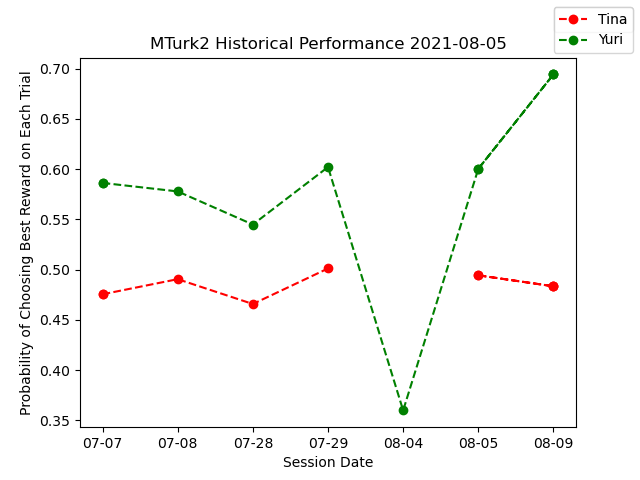 Tina
Yuri
MTurk2 Historical Performance 2021-08-05
Probability of Choosing Best Reward on Each Trial
0.70
0.65
0.60
0.55
0.50
0.45
0.40
0.35
07-07 07-08 07-28 07-29 08-04 08-05 08-09
Session Date